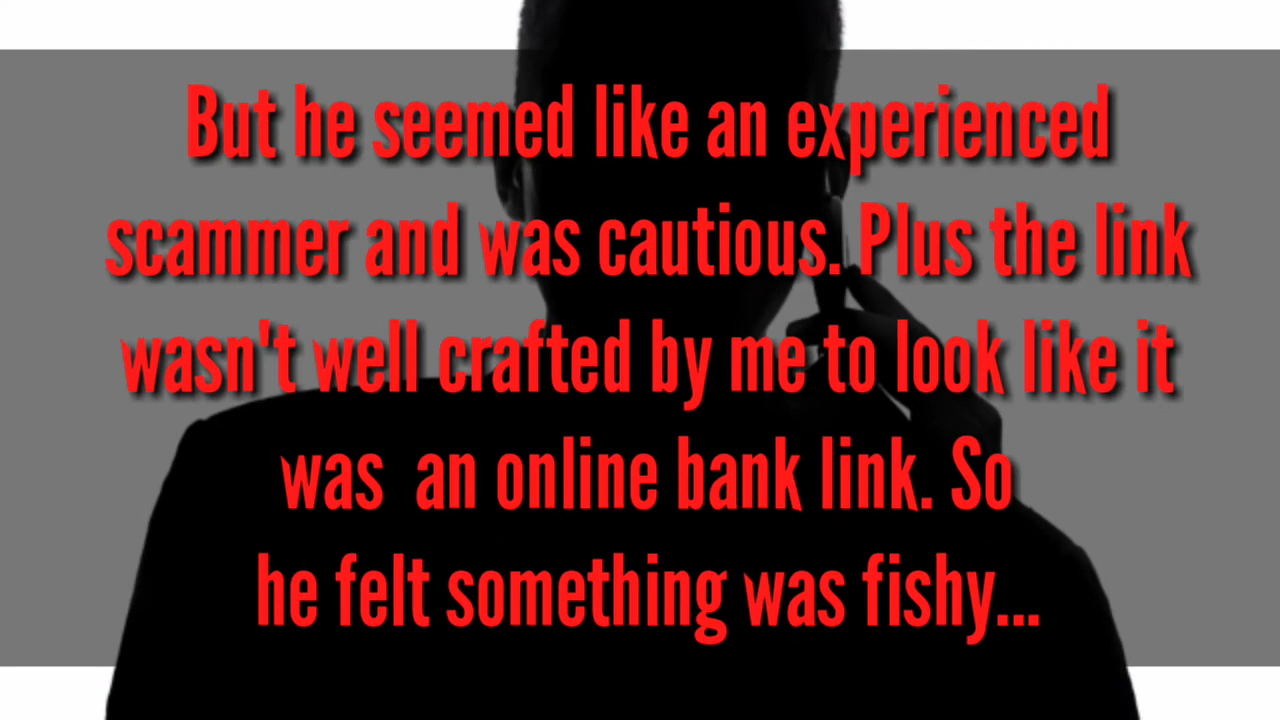 But he seemed like an experienced
scammer and was cautious. Plus the link
wasn't well crafted by me to look like it
was  an online bank link. So
he felt something was fishy...